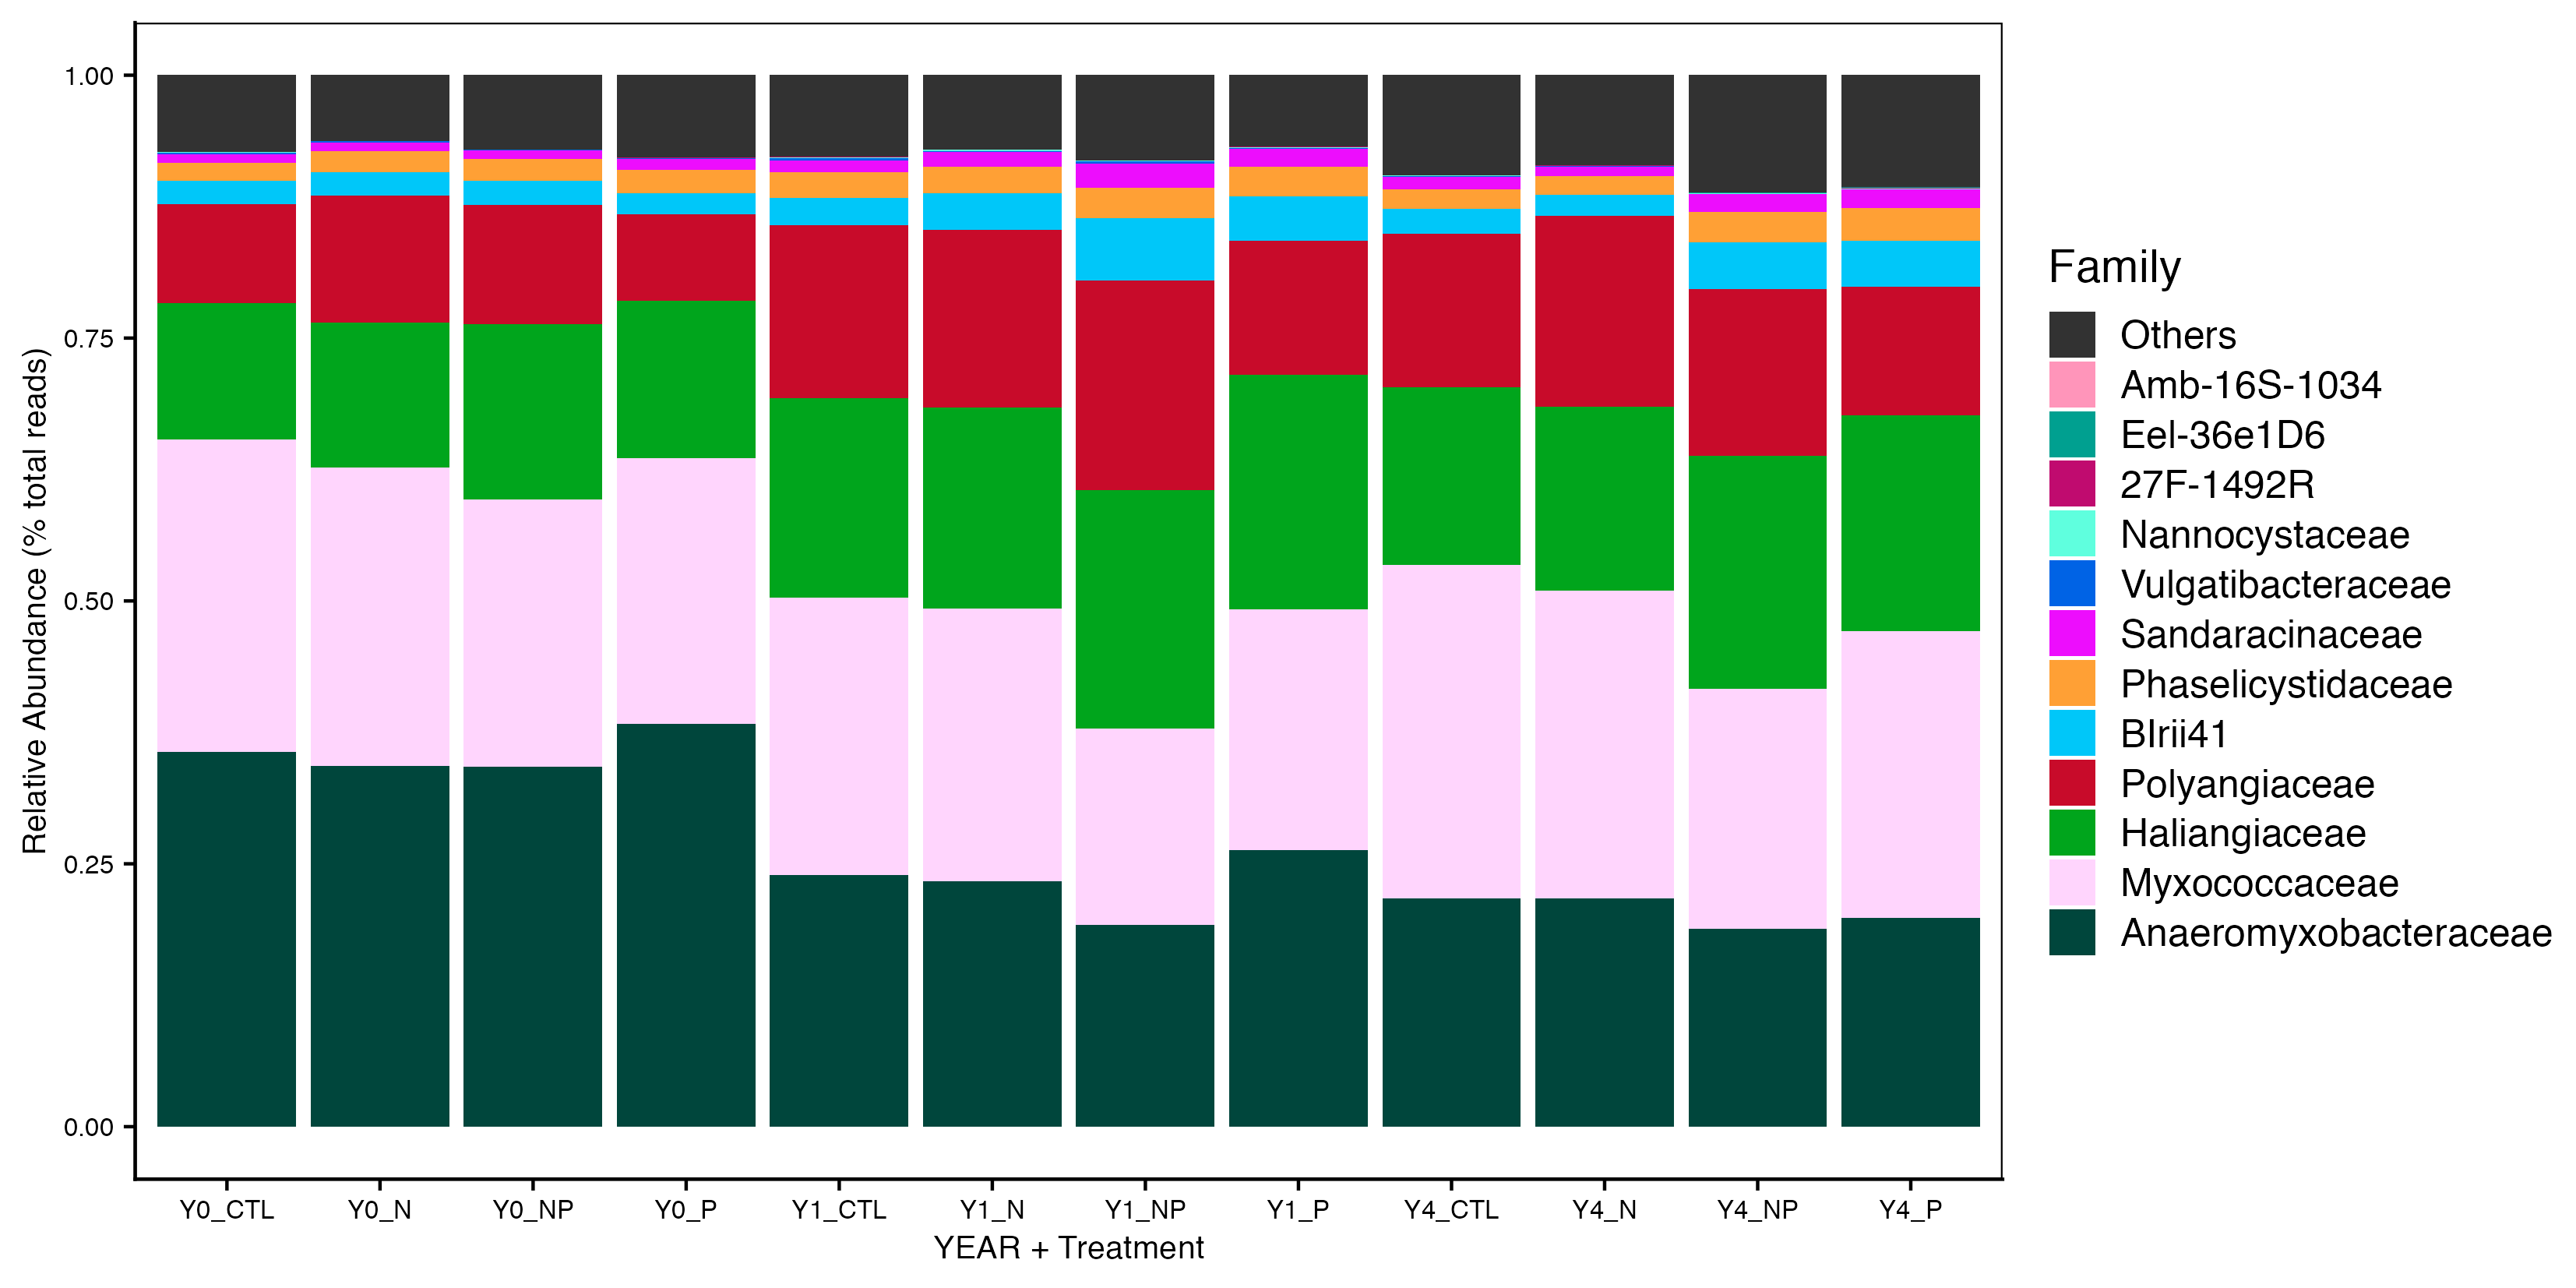 Relative Abundance (% total reads)
1.00
0.75
0.50
0.25
0.00
Y0_CTL Y0_N Y0_NP Y0_P Y1_CTL Y1_N Y1_NP Y1_P Y4_CTL Y4_N Y4_NP Y4_P
YEAR + Treatment
Family
Others
Amb-16S-1034
Eel-36e1D6
27F-1492R
Nannocystaceae
Vulgatibacteraceae
Sandaracinaceae
Phaselicystidaceae
BIrii41
Polyangiaceae
Haliangiaceae
Myxococcaceae
Anaeromyxobacteraceae